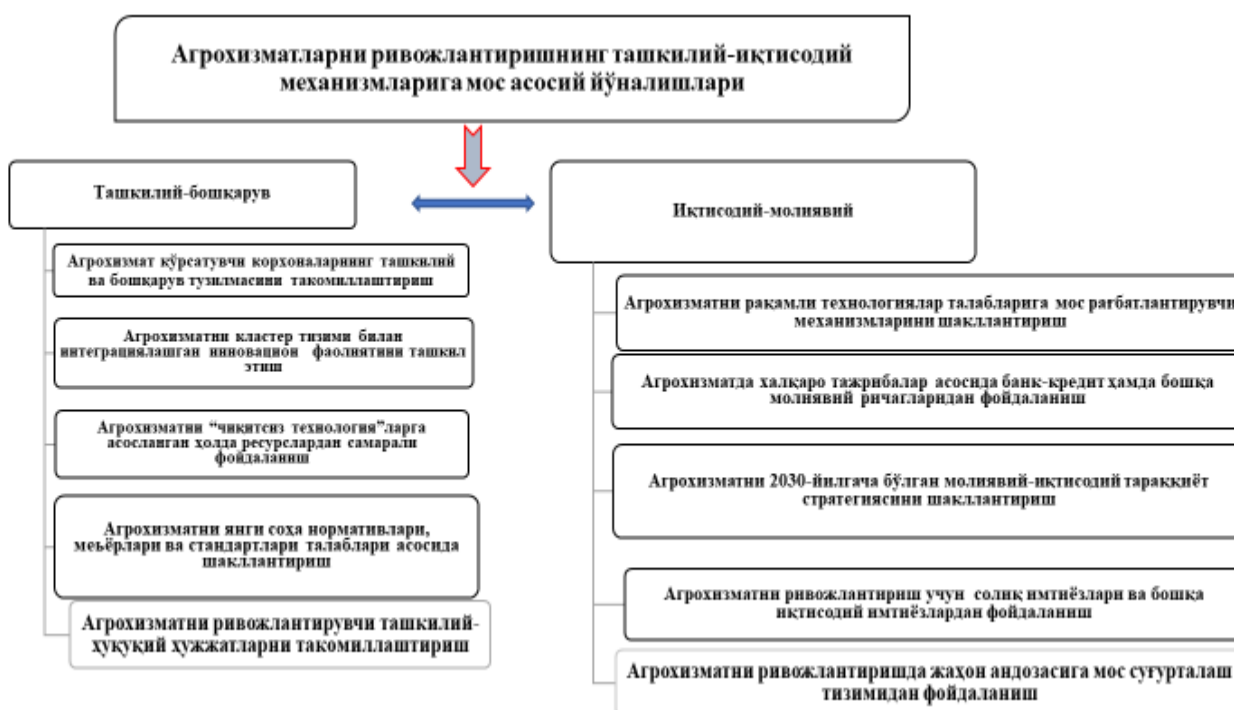 Агрохизматларни ривожлантиришнинг ташкилий-иқтисодий
механизмларига мос асосий йўналишлари
Ташкилий-бошқарув
Агрохизмат кўрсатувчи корхоналарнинг ташкилий
ва бошқарув тузилмасини такомиллаштириш
Агрохизматни кластер тизими билан
интеграциялашган инновацион фаолиятини ташкил
этиш
Агрохизматни “чиқитсиз технология”ларга
асосланган ҳолда ресурслардан самарали
фойдаланиш
Агрохизматни янги соҳа нормативлари,
меъёрлари ва стандартлари талаблари асосида
шакллантириш
Агрохизматни ривожлантирувчи ташкилий-
ҳуқуқий ҳужжатларни такомиллаштириш
Иқтисодий-молиявий
Агрохизматни рақамли технологиялар талабларига мос рағбатлантирувчи
механизмларини шакллантириш
Агрохизматда халқаро тажрибалар асосида банк-кредит ҳамда бошқа
молиявий ричагларидан фойдаланиш
Агрохизматни 2030-йилгача бўлган молиявий-иқтисодий тараққиёт
стратегиясини шакллантириш
Агрохизматни ривожлантириш учун солиқ имтиёзлари ва бошқа
иқтисодий имтиёзлардан фойдаланиш
Агрохизматни ривожлантиришда жаҳон андозасига мос суғурталаш
тизимидан фойдаланиш